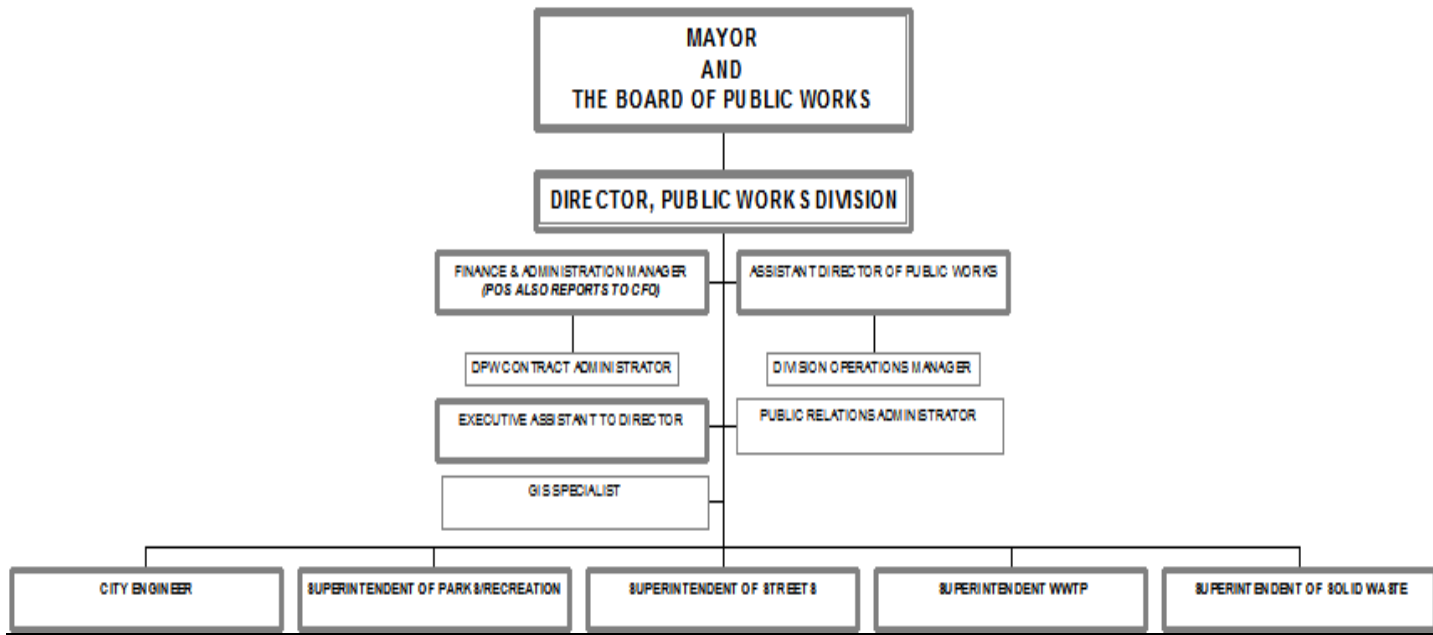 MAYOR
AND
THE BOARD OF PUBLIC WORKS
DIRECTOR, PUBLIC WORKS DIVISION
FINANCE & ADMINISTRATION MANAGER
(POS ALSO REPORTS TO CFO)
ASSISTANT DIRECTOR OF PUBLIC WORKS
DPW CONTRACT ADMINISTRATOR
DIVISION OPERATIONS MANAGER
EXECUTIVE ASSISTANT TO DIRECTOR
PUBLIC RELATIONS ADMINISTRATOR
GIS SPECIALIST
CITY ENGINEER
SUPERINTENDENT OF PARKS/RECREATION
SUPERINTENDENT OF STREETS
SUPERINTENDENT WWTP
SUPERINTENDENT OF SOLID WASTE